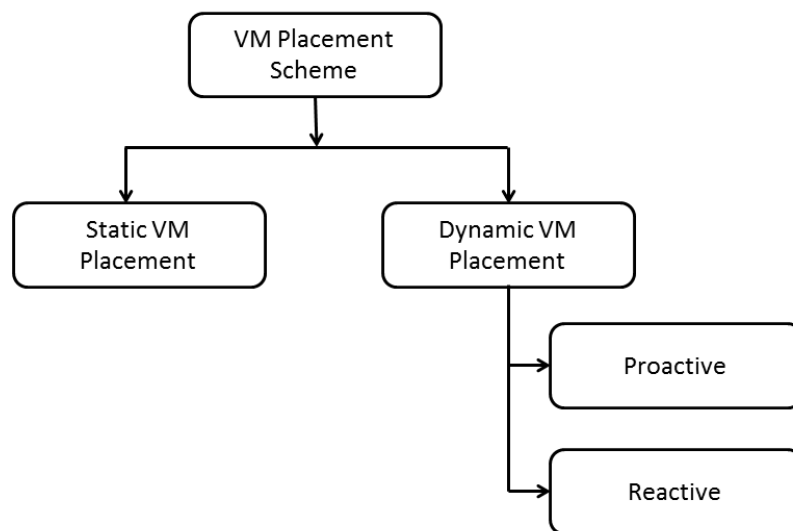 VM Placement
Scheme
Static VM
Placement
Dynamic VM
Placement
Proactive
Reactive